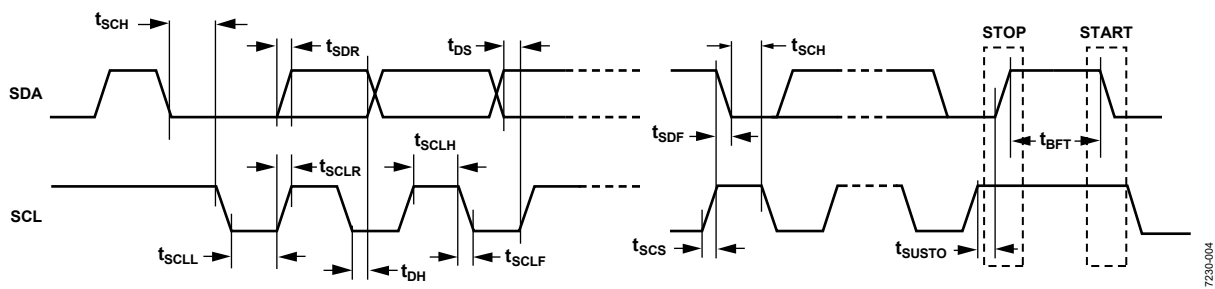 tSCH
tSDR
tDS
tSCH
STOP
START
SDA
tSDF
tBFT
tSCLR
tSCLH
SCL
tSCLL
tDH
tSCLF
tSCS
tSUSTO
7230-004